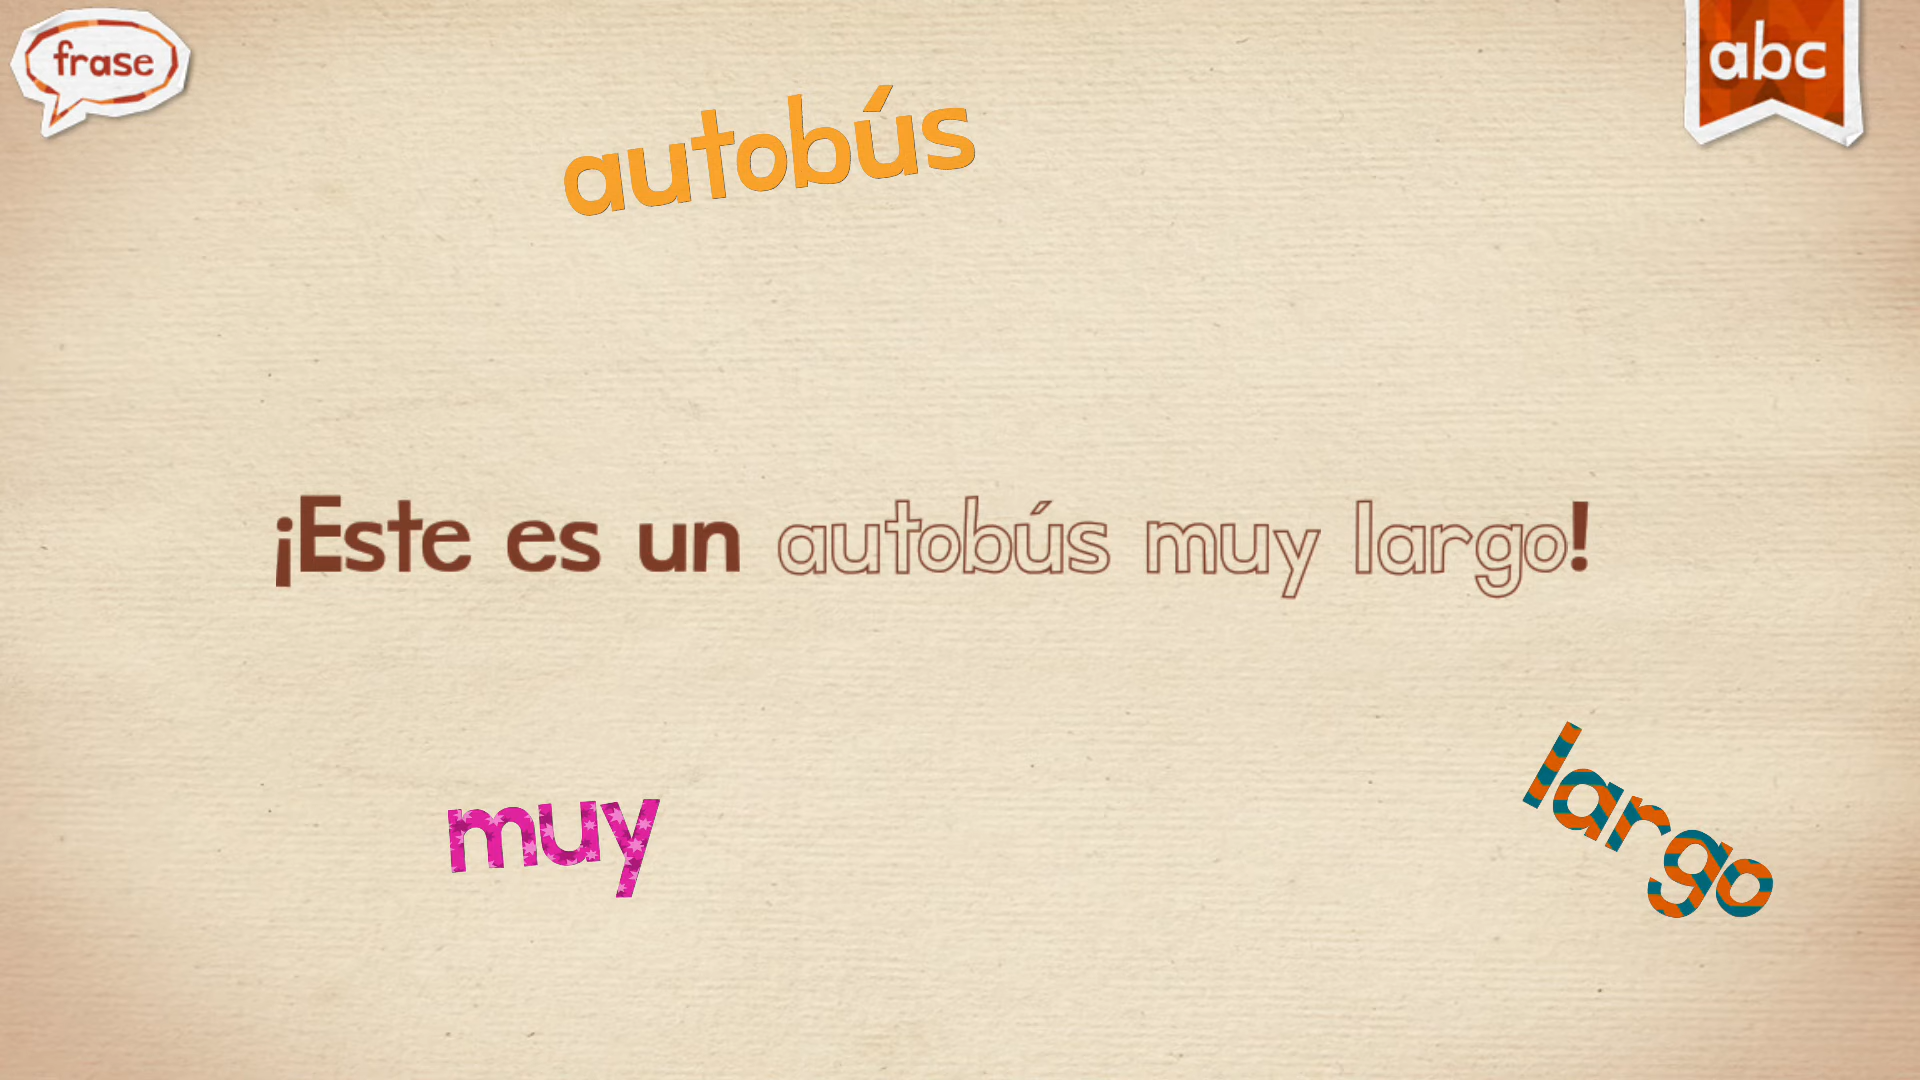 frase
abc
autobús
¡Este es un autobús muy largo!
muy
largo